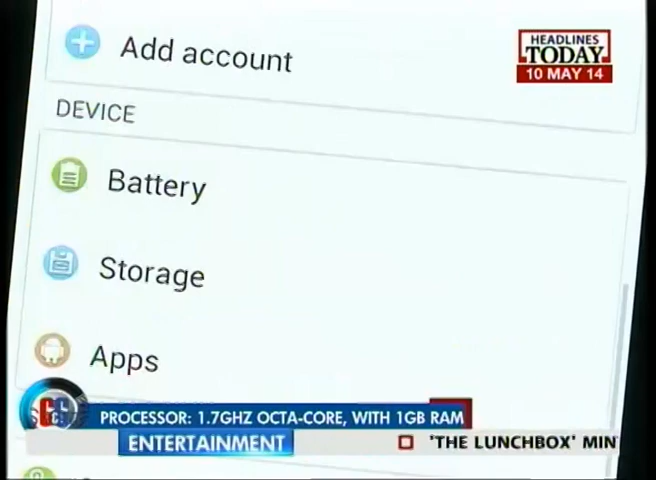 Add account
HEADLINES
TODAY
10 MAY 14
DEVICE
Battery
Storage
Apps
PROCESSOR: 1.7GHZ OCTA-CORE, WITH 1GB RAM
ENTERTAINMENT
'THE LUNCHBOX' MIN